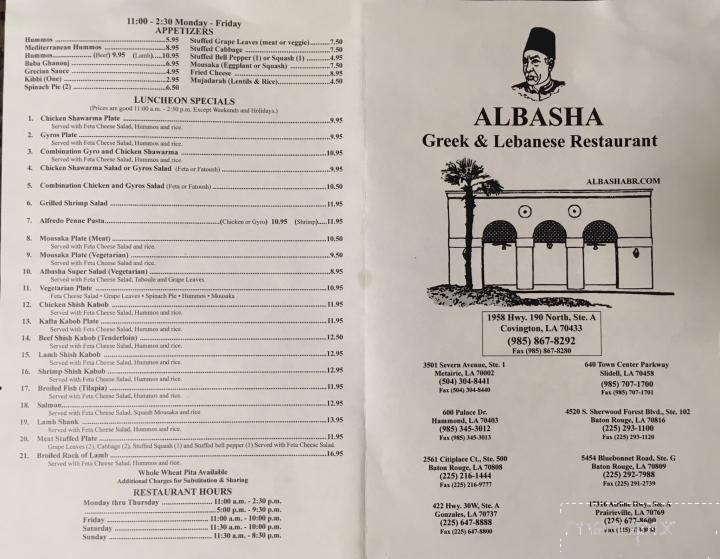 11:00 - 2:30 Monday - Friday
APPETIZERS
Hummos 5.95
Mediterranean Hummos 8.95
Hummos (Beef) 9.95 (Lamb) 10.95
Baba Ghanouj 5.95
Grecian Sauce 4.95
Kibbi (One) 2.95
Spinach Pie (2) 6.50
Stuffed Grape Leaves (meat or veggie) 7.50
Stuffed Cabbage 7.50
Stuffed Bell Pepper (1) or Squash (1) 4.95
Mousaka (Eggplant or Squash) 7.50
Fried Cheese 8.95
Mujadarah (Lentils & Rice) 4.50
LUNCHEON SPECIALS
(Prices are good 11:00 a.m. - 2:30 p.m. Except Weekends and Holidays.)
1. Chicken Shawarma Plate 9.95
Served with Feta Cheese Salad, Hummos and rice.
2. Gyros Plate 9.95
Served with Feta Cheese Salad, Hummos and rice.
3. Combination Gyro and Chicken Shawarma 10.95
Served with Feta Cheese Salad, Hummos and rice.
4. Chicken Shawarma Salad or Gyros Salad (Feta or Fatoush) 9.95
5. Combination Chicken and Gyros Salad (Feta or Fatoush) 10.50
6. Grilled Shrimp Salad 11.95
7. Alfredo Penne Pasta (Chicken or Gyro) 10.95 (Shrimp) 11.95
8. Mousaka Plate (Meat) 10.50
Served with Feta Cheese Salad and rice.
9. Mousaka Plate (Vegetarian) 9.50
Served with Feta Cheese Salad and rice.
10. Albasha Super Salad (Vegetarian) 8.95
Served with Feta Cheese Salad, Taboule and Grape Leaves.
11. Vegetarian Plate 10.95
Feta Cheese Salad • Grape Leaves • Spinach Pie • Hummos • Mousaka
12. Chicken Shish Kabob 11.95
Served with Feta Cheese Salad, Hummos and rice.
13. Kafta Kabob Plate 11.95
Served with Feta Cheese Salad, Hummos and rice.
14. Beef Shish Kabob (Tenderloin) 12.50
Served with Feta Cheese Salad, Hummos and rice.
15. Lamb Shish Kabob 12.95
Served with Feta Cheese Salad, Hummos and rice.
16. Shrimp Shish Kabob 12.95
Served with Feta Cheese Salad, Hummos and rice.
17. Broiled Fish (Tilapia) 11.95
Served with Feta Cheese Salad, Hummos and rice.
18. Salmon 12.95
Served with Feta Cheese Salad, Squash Mousaka and rice
19. Lamb Shank 13.95
Served with Feta Cheese Salad, Hummos and rice.
20. Meat Stuffed Plate 11.95
Grape Leaves (2), Cabbage (2), Stuffed Squash (1) and Stuffed bell pepper (1) Served with Feta Cheese Salad.
21. Broiled Rack of Lamb 16.95
Served with Feta Cheese Salad, Hummos and rice.
Whole Wheat Pita Available
Additional Charges for Substitution & Sharing
RESTAURANT HOURS
Monday thru Thursday 11:00 a.m. - 2:30 p.m.
5:00 p.m. - 9:30 p.m.
Friday 11:00 a.m. - 10:00 p.m.
Saturday 11:30 a.m. - 10:00 p.m.
Sunday 11:30 a.m. - 8:30 p.m.
ALBASHA
Greek & Lebanese Restaurant
ALBASHABR.COM
1958 Hwy. 190 North, Ste. A
Covington, LA 70433
(985) 867-8292
Fax (985) 867-8280
3501 Severn Avenue, Ste. 1
Metairie, LA 70002
(504) 304-8441
Fax (504) 304-8440
640 Town Center Parkway
Slidell, LA 70458
(985) 707-1700
Fax (985) 707-1701
600 Palace Dr.
Hammond, LA 70403
(985) 345-3012
Fax (985) 345-3013
4520 S. Sherwood Forest Blvd., Ste. 102
Baton Rouge, LA 70816
(225) 293-1100
Fax (225) 293-1120
2561 Citiplace Ct., Ste. 500
Baton Rouge, LA 70808
(225) 216-1444
Fax (225) 216-9777
5454 Bluebonnet Road, Ste. G
Baton Rouge, LA 70809
(225) 292-7988
Fax (225) 291-2739
422 Hwy. 30W, Ste. A
Gonzales, LA 70737
(225) 647-8888
Fax (225) 647-8800
17316 Airline Hwy., Ste. A
Prairieville, LA 70769
(225) 677-8600
Fax (225)
menupix